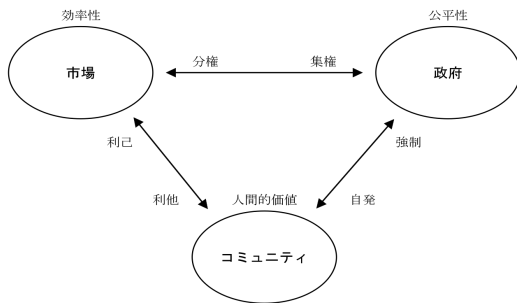 効率性
公平性
市場
分権
集権
政府
利己
強制
利他
人間的価値
自発
コミュニティ